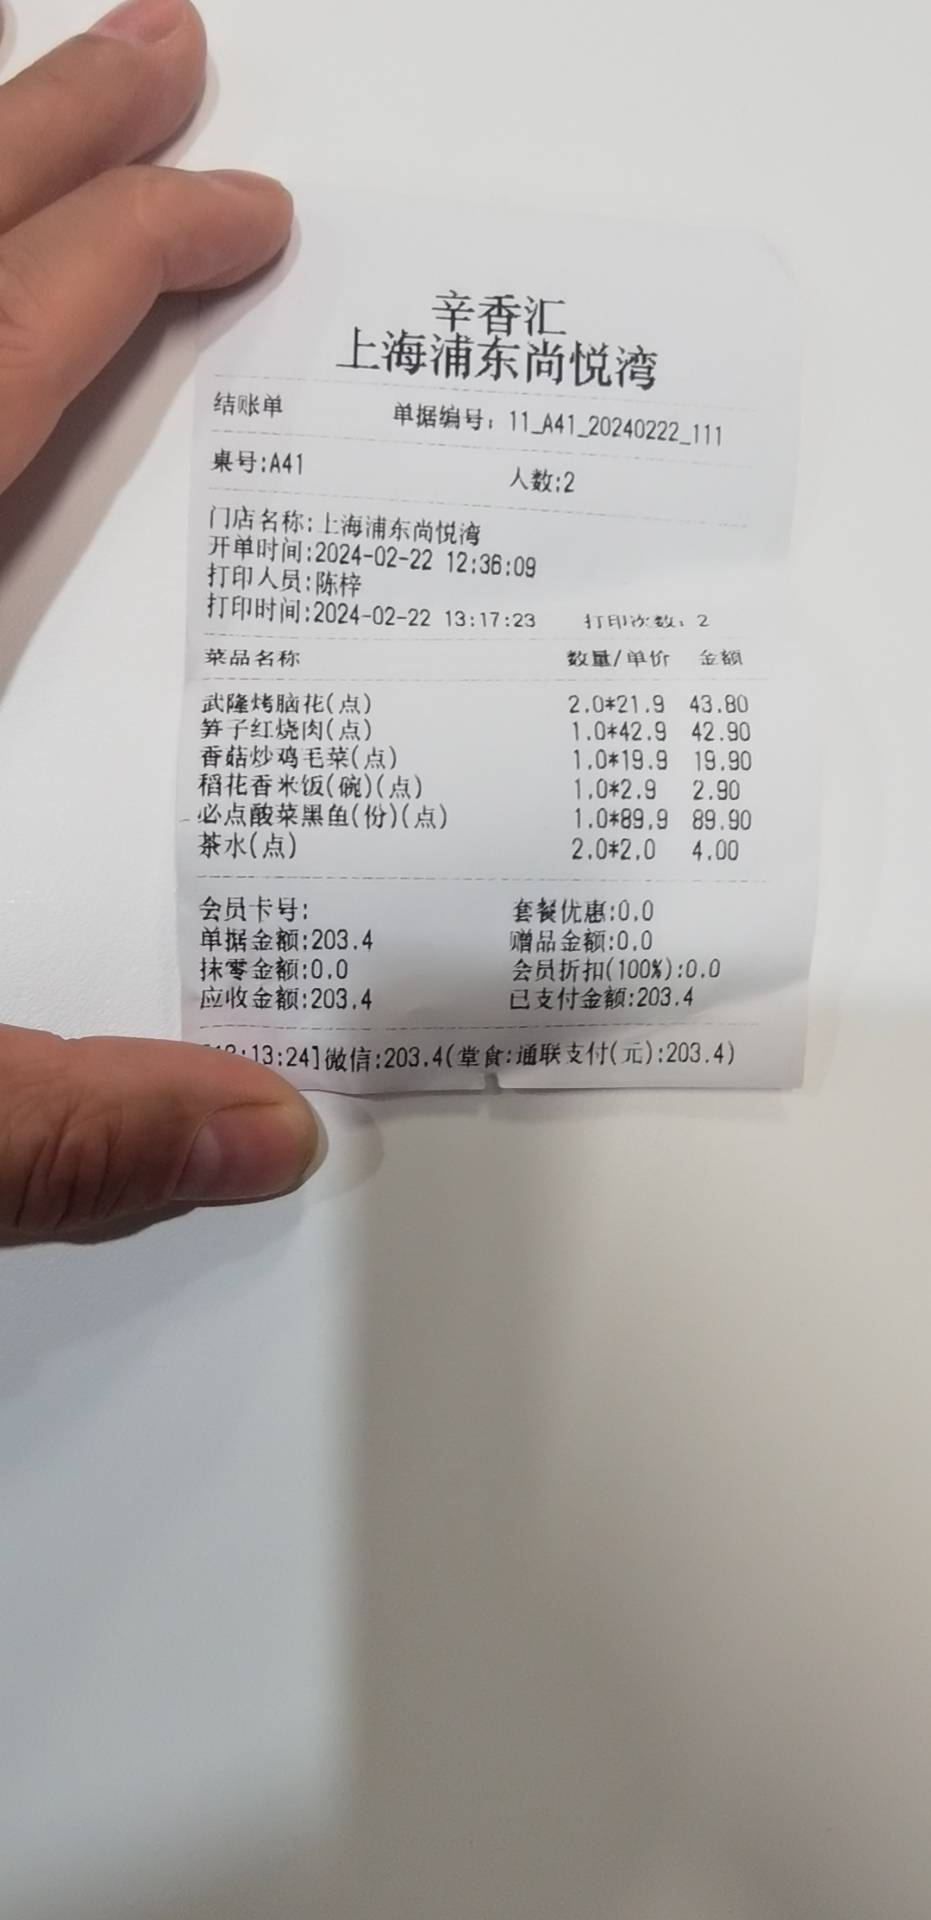 辛香汇
上海浦东尚悦湾
结账单 单据编号: 11_A41_20240222_111
桌号:A41 人数:2
门店名称:上海浦东尚悦湾
开单时间:2024-02-22 12:36:09
打印人员:陈梓
打印时间:2024-02-22 13:17:23 打印次数: 2
菜品名称 数量/单价 金额
武隆烤脑花(点) 2.0*21.9 43.80
笋子红烧肉(点) 1.0*42.9 42.90
香菇炒鸡毛菜(点) 1.0*19.9 19.90
稻花香米饭(碗)(点) 1.0*2.9 2.90
必点酸菜黑鱼(份)(点) 1.0*89.9 89.90
茶水(点) 2.0*2.0 4.00
会员卡号: 套餐优惠:0.0
单据金额:203.4 赠品金额:0.0
抹零金额:0.0 会员折扣(100%):0.0
应收金额:203.4 已支付金额:203.4
:13:24]微信:203.4(堂食:通联支付(元):203.4)